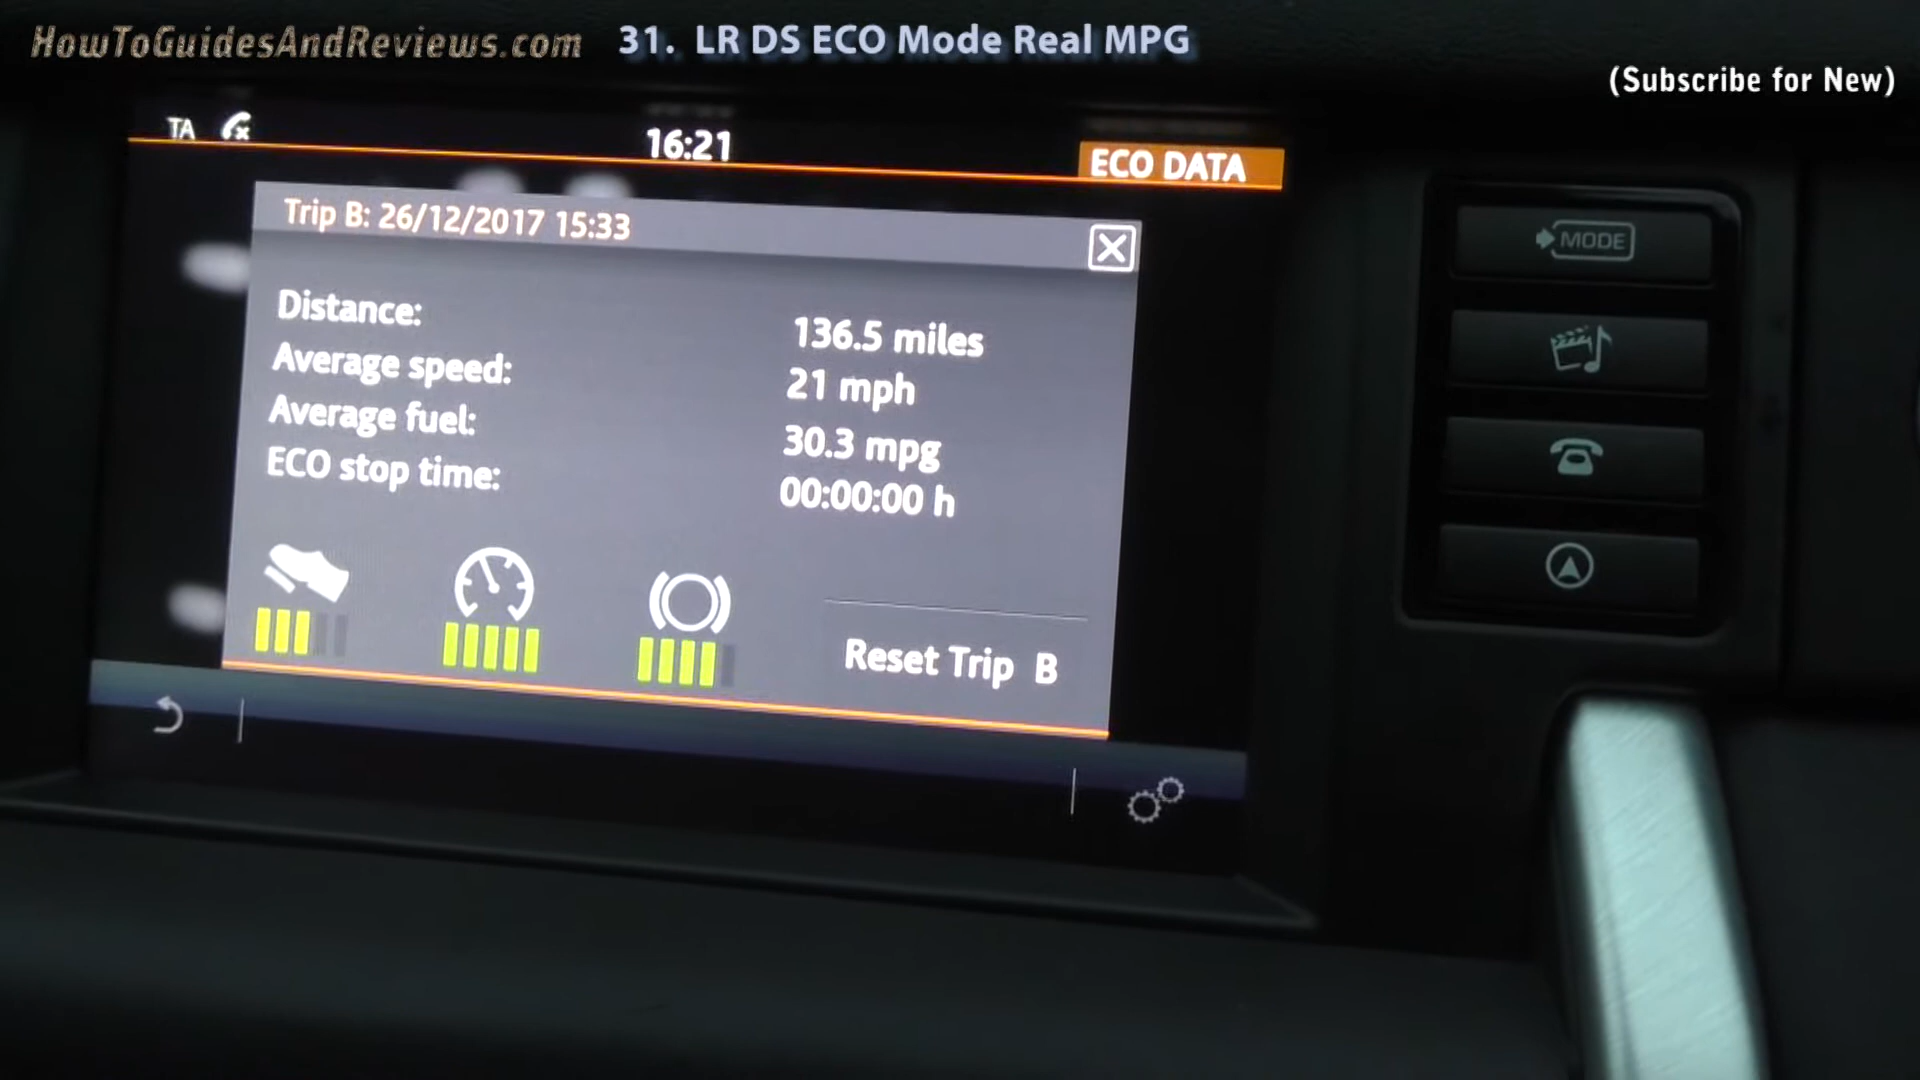 HowToGuidesAndReviews.com 31. LR DS ECO Mode Real MPG
(Subscribe for New)
TA 16:21 ECO DATA
Trip B: 26/12/2017 15:33
Distance: 136.5 miles
Average speed: 21 mph
Average fuel: 30.3 mpg
ECO stop time: 00:00:00 h
Reset Trip B
MODE